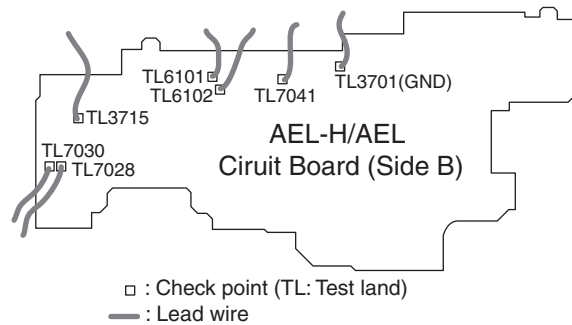 TL6101
TL6102
TL7041
TL3701(GND)
TL3715
TL7030
TL7028
AEL-H/AEL
Ciruit Board (Side B)
: Check point (TL: Test land)
: Lead wire